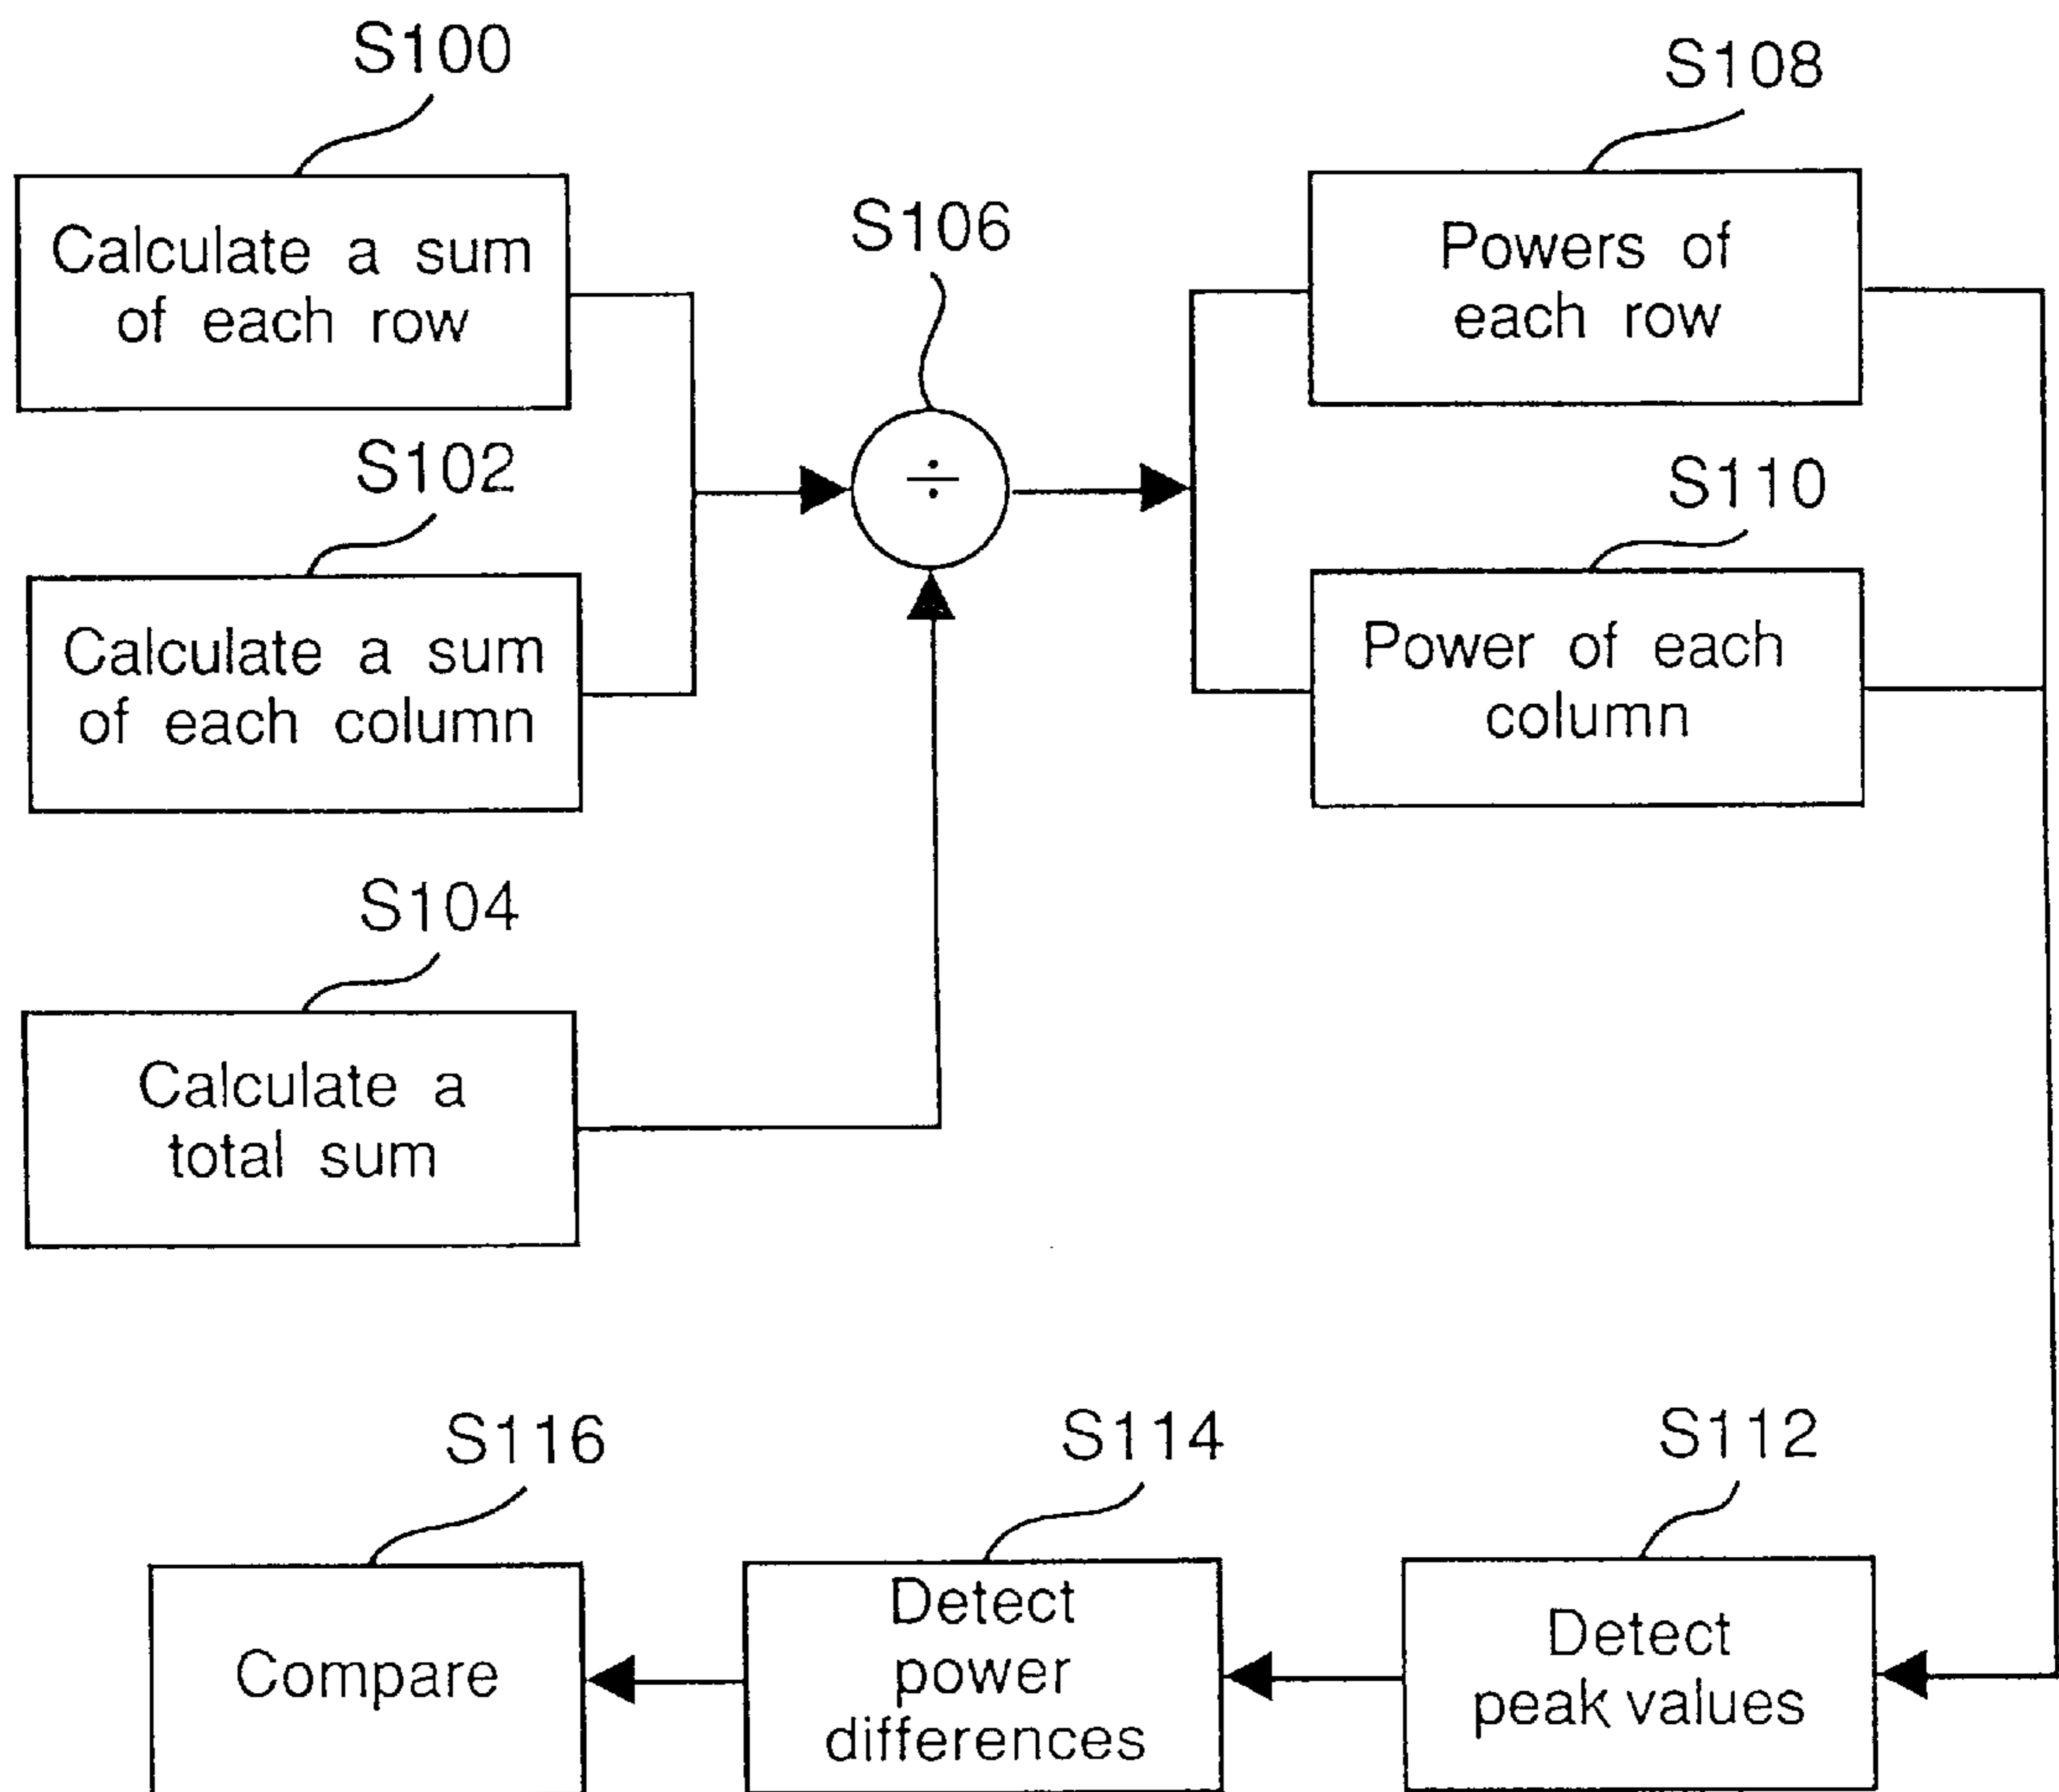 S100
Calculate a sum
of each row
S102
Calculate a sum
of each column
S104
Calculate a
total sum
S106
÷
S108
Powers of
each row
S110
Power of each
column
S112
Detect
peak values
S114
Detect
power
differences
S116
Compare